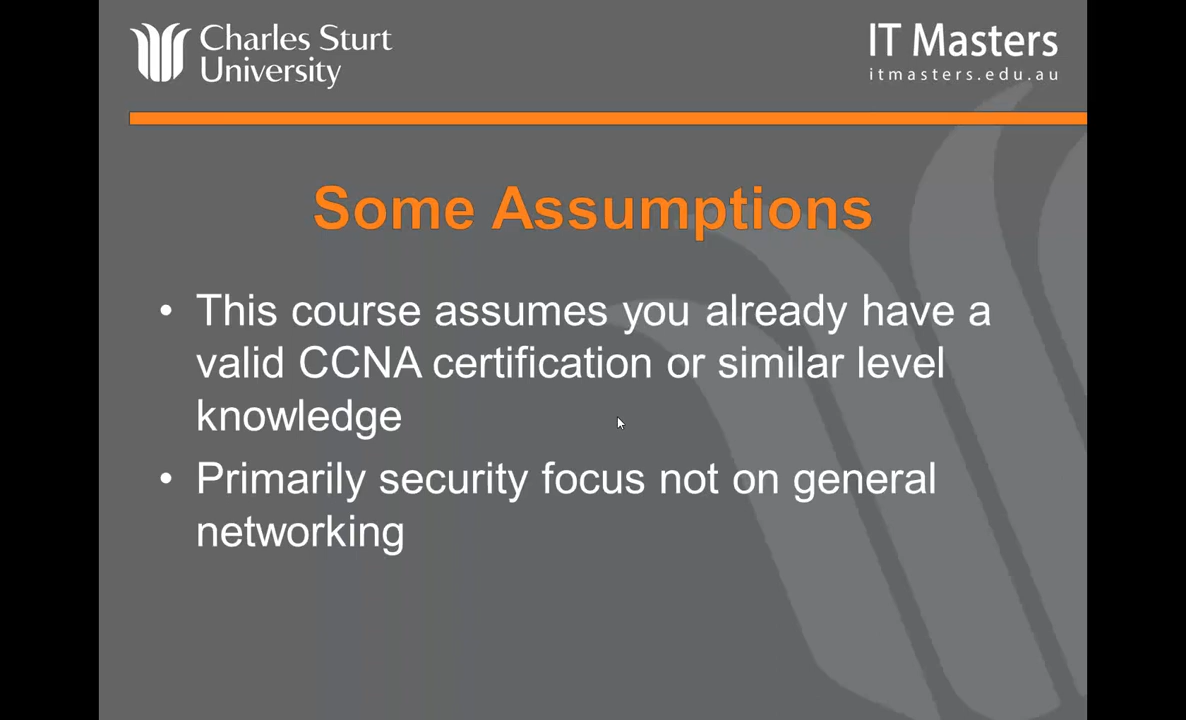 Charles Sturt
University
IT Masters
itmasters.edu.au
Some Assumptions
• This course assumes you already have a
valid CCNA certification or similar level
knowledge
• Primarily security focus not on general
networking